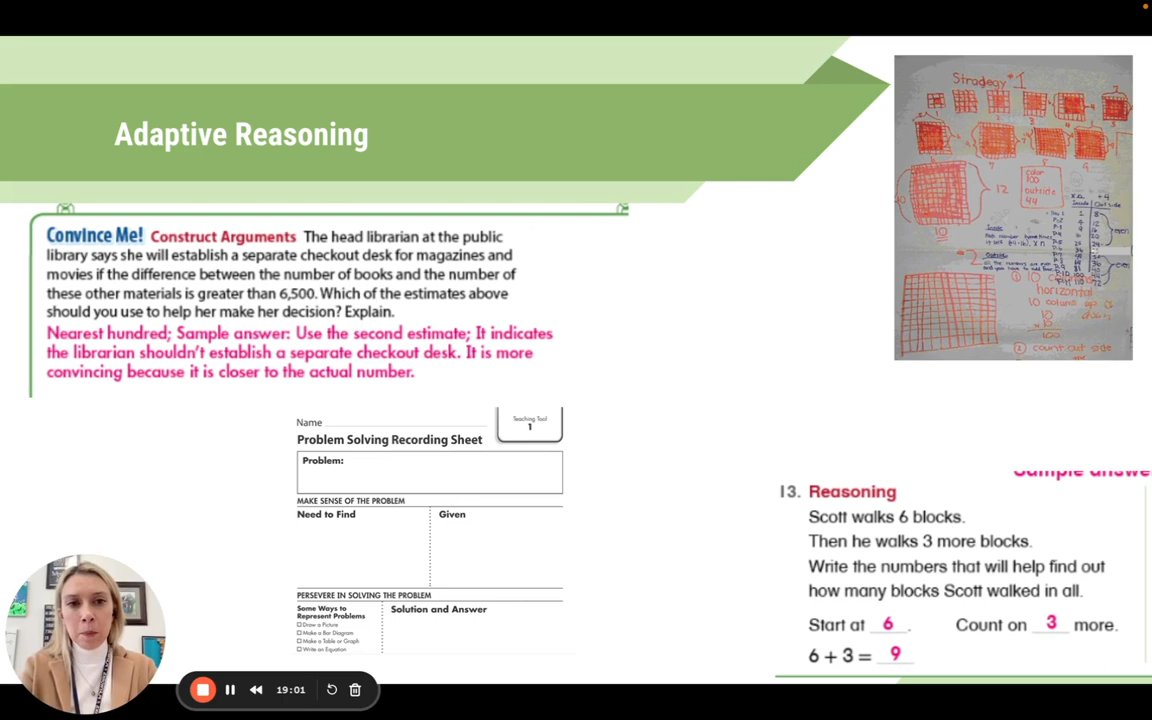 Adaptive Reasoning
Convince Me! Construct Arguments The head librarian at the public
library says she will establish a separate checkout desk for magazines and
movies if the difference between the number of books and the number of
these other materials is greater than 6,500. Which of the estimates above
should you use to help her make her decision? Explain.
Nearest hundred; Sample answer: Use the second estimate; It indicates
the librarian shouldn't establish a separate checkout desk. It is more
convincing because it is closer to the actual number.
Stradegy #1
12
color
100
outside
44
10
horizontal
100
② count out side
Name
Teaching Tool
1
Problem Solving Recording Sheet
Problem:
MAKE SENSE OF THE PROBLEM
Need to Find
Given
PERSEVERE IN SOLVING THE PROBLEM
Some Ways to
Represent Problems
☐ Draw a Picture
☐ Make a Bar Diagram
☐ Make a Table or Graph
☐ Write an Equation
Solution and Answer
Sample answe
13. Reasoning
Scott walks 6 blocks.
Then he walks 3 more blocks.
Write the numbers that will help find out
how many blocks Scott walked in all.
Start at 6. Count on 3 more.
6 + 3 = 9
19:01